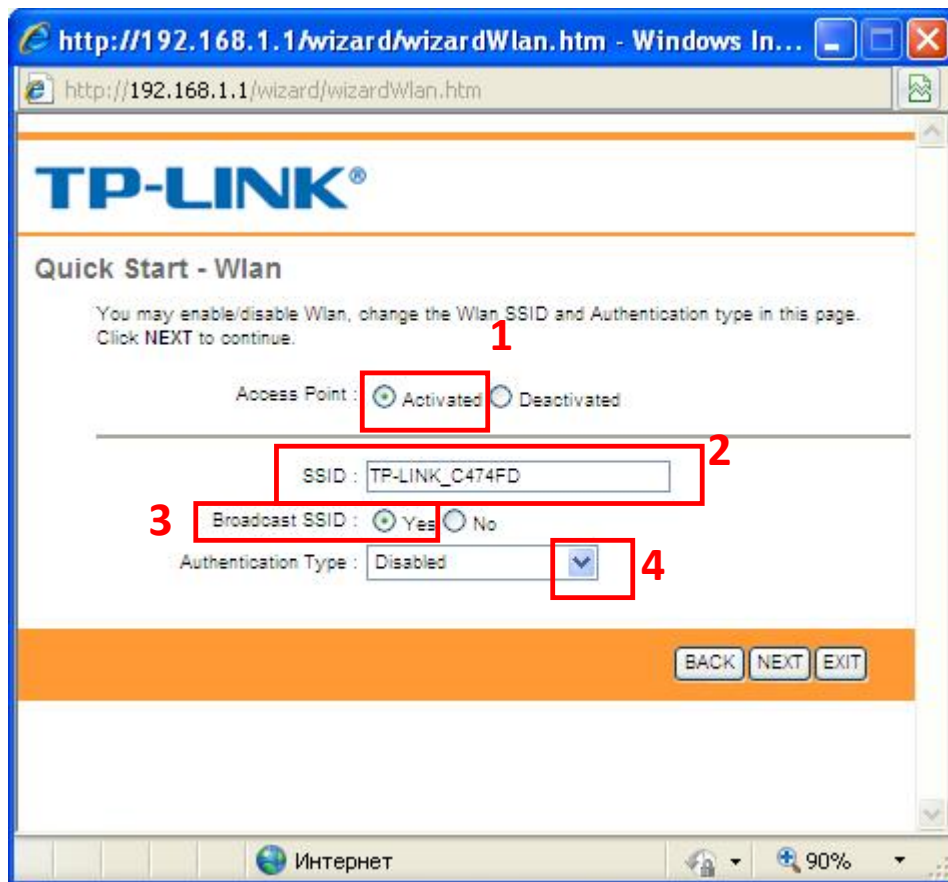 http://192.168.1.1/wizard/wizardWlan.htm - Windows In...
http://192.168.1.1/wizard/wizardWlan.htm
TP-LINK®
Quick Start - Wlan
You may enable/disable Wlan, change the Wlan SSID and Authentication type in this page.
Click NEXT to continue.
1
Access Point : Activated Deactivated
2
SSID : TP-LINK_C474FD
3 Broadcast SSID : Yes No
Authentication Type : Disabled 4
BACK NEXT EXIT
Интернет 90%